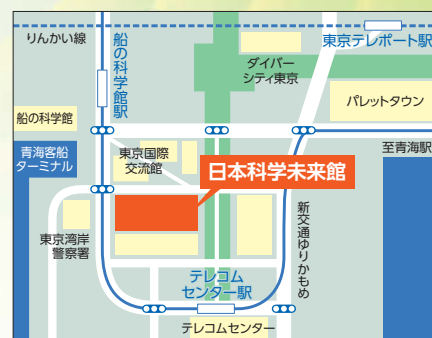 りんかい線
船の科学館駅
東京テレポート駅
ダイバー
シティ東京
パレットタウン
船の科学館
青海客船
ターミナル
東京国際
交流館
至青海駅
日本科学未来館
東京湾岸
警察署
新交通ゆりかもめ
テレコム
センター駅
テレコムセンター